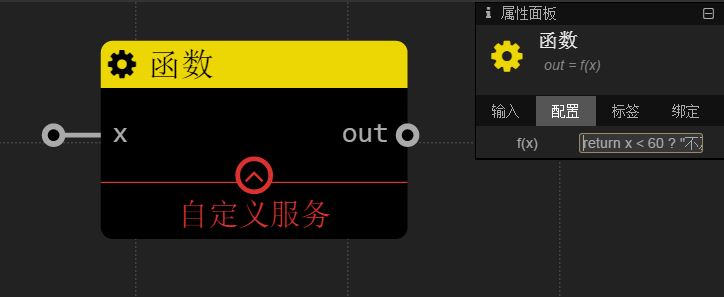 函数
x
out
自定义服务
属性面板
函数
out = f(x)
输入 配置 标签 绑定
f(x)
return x < 60 ? "不